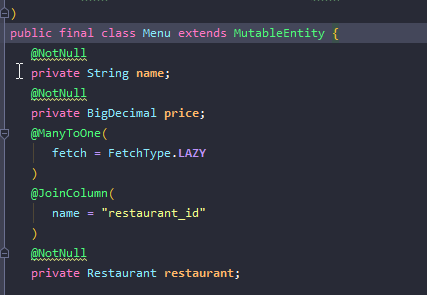 )
public final class Menu extends MutableEntity {
@NotNull
private String name;
@NotNull
private BigDecimal price;
@ManyToOne(
fetch = FetchType.LAZY
)
@JoinColumn(
name = "restaurant_id"
)
@NotNull
private Restaurant restaurant;